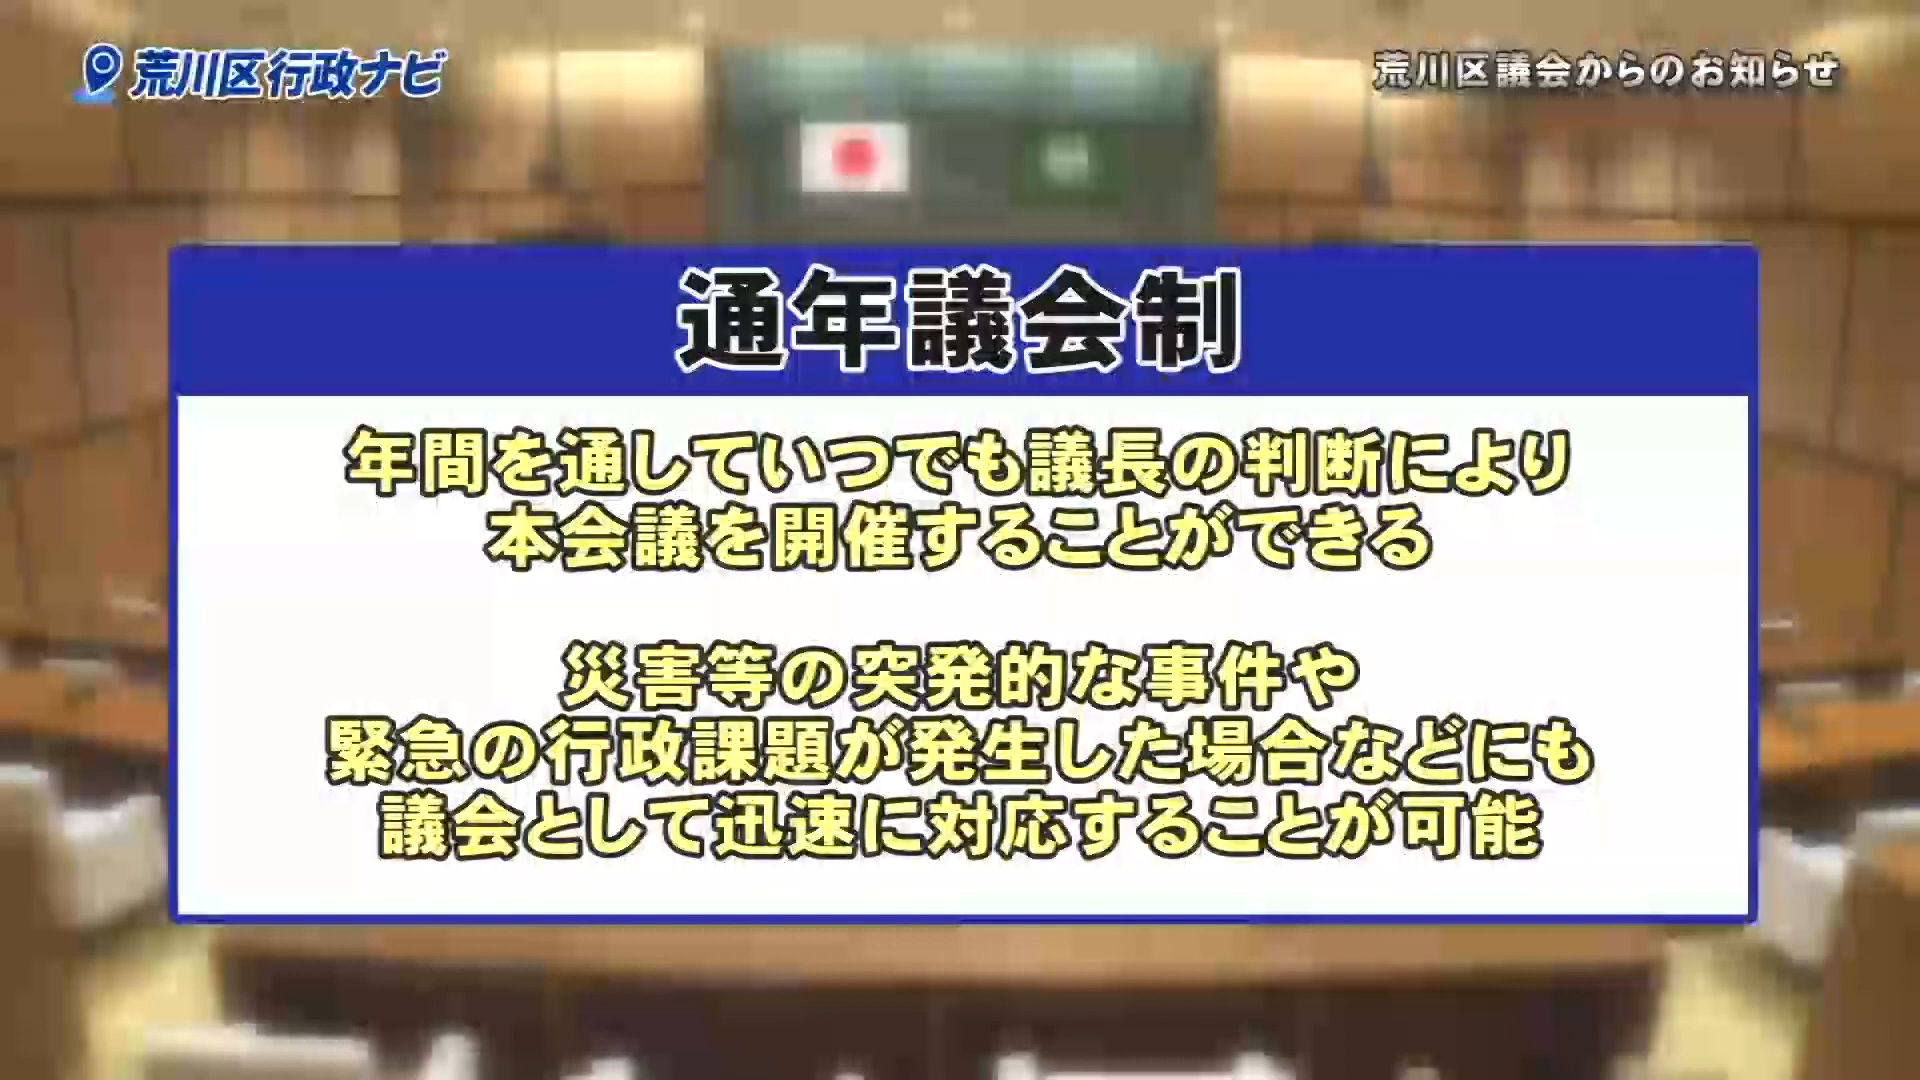 荒川区行政ナビ
荒川区議会からのお知らせ
通年議会制
年間を通していつでも議長の判断により
本会議を開催することができる
災害等の突発的な事件や
緊急の行政課題が発生した場合などにも
議会として迅速に対応することが可能